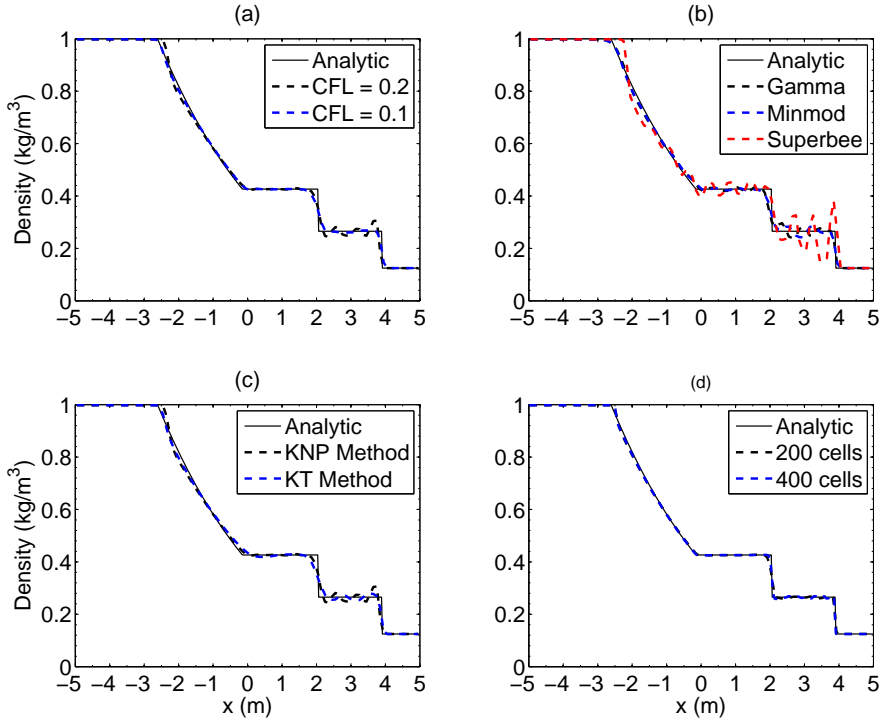 (a)
Density (kg/m³)
1
0.8
0.6
0.4
0.2
0
−5 −4 −3 −2 −1 0 1 2 3 4 5
Analytic
CFL = 0.2
CFL = 0.1
(b)
1
0.8
0.6
0.4
0.2
0
−5 −4 −3 −2 −1 0 1 2 3 4 5
Analytic
Gamma
Minmod
Superbee
(c)
Density (kg/m³)
1
0.8
0.6
0.4
0.2
0
−5 −4 −3 −2 −1 0 1 2 3 4 5
x (m)
Analytic
KNP Method
KT Method
(d)
1
0.8
0.6
0.4
0.2
0
−5 −4 −3 −2 −1 0 1 2 3 4 5
x (m)
Analytic
200 cells
400 cells